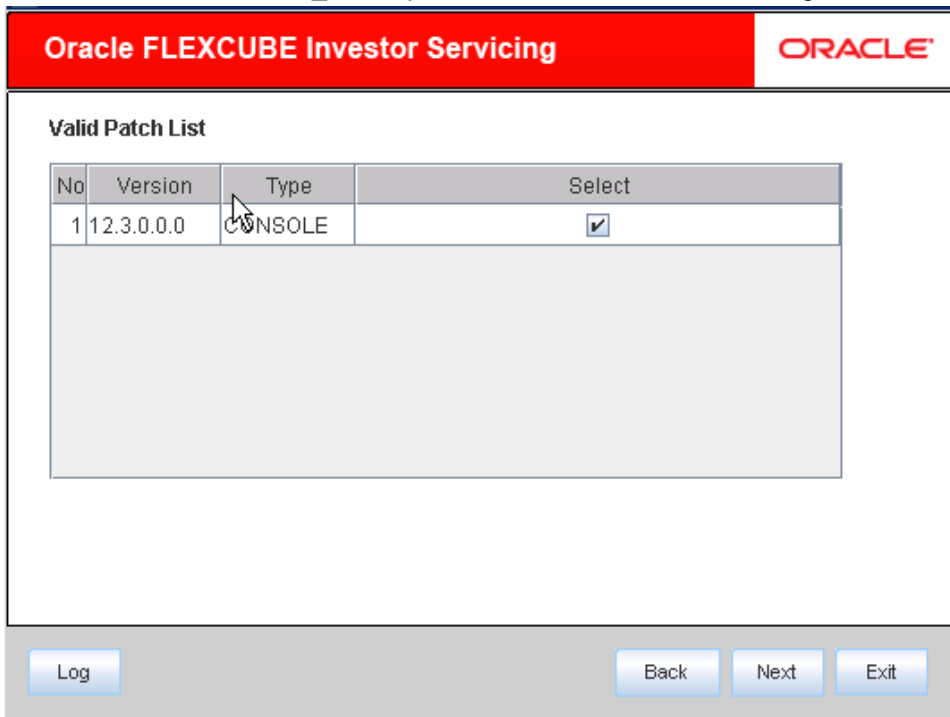 Oracle FLEXCUBE Investor Servicing ORACLE
Valid Patch List
No Version Type Select
1 12.3.0.0.0 CONSOLE
Log Back Next Exit